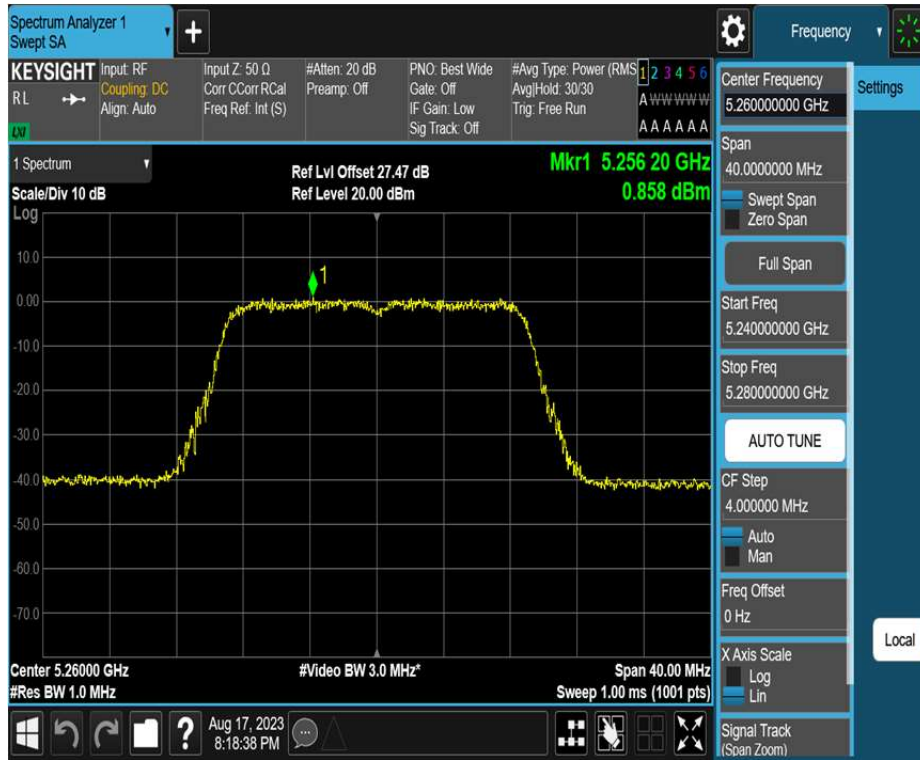 Spectrum Analyzer 1
Swept SA
+
Frequency
KEYSIGHT
R L
LXI
Input: RF
Coupling: DC
Align: Auto
Input Z: 50 Ω
Corr CCorr RCal
Freq Ref: Int (S)
#Atten: 20 dB
Preamp: Off
PNO: Best Wide
Gate: Off
IF Gain: Low
Sig Track: Off
#Avg Type: Power (RMS
Avg|Hold: 30/30
Trig: Free Run
1 2 3 4 5 6
A W W W W W
A A A A A A
1 Spectrum
Scale/Div 10 dB
Log
Ref Lvl Offset 27.47 dB
Ref Level 20.00 dBm
Mkr1 5.256 20 GHz
0.858 dBm
10.0
0.00
-10.0
-20.0
-30.0
-40.0
-50.0
-60.0
-70.0
1
Center 5.26000 GHz
#Res BW 1.0 MHz
#Video BW 3.0 MHz*
Span 40.00 MHz
Sweep 1.00 ms (1001 pts)
?
Aug 17, 2023
8:18:38 PM
Center Frequency
5.260000000 GHz
Span
40.0000000 MHz
Swept Span
Zero Span
Full Span
Start Freq
5.240000000 GHz
Stop Freq
5.280000000 GHz
AUTO TUNE
CF Step
4.000000 MHz
Auto
Man
Freq Offset
0 Hz
X Axis Scale
Log
Lin
Signal Track
(Span Zoom)
Settings
Local